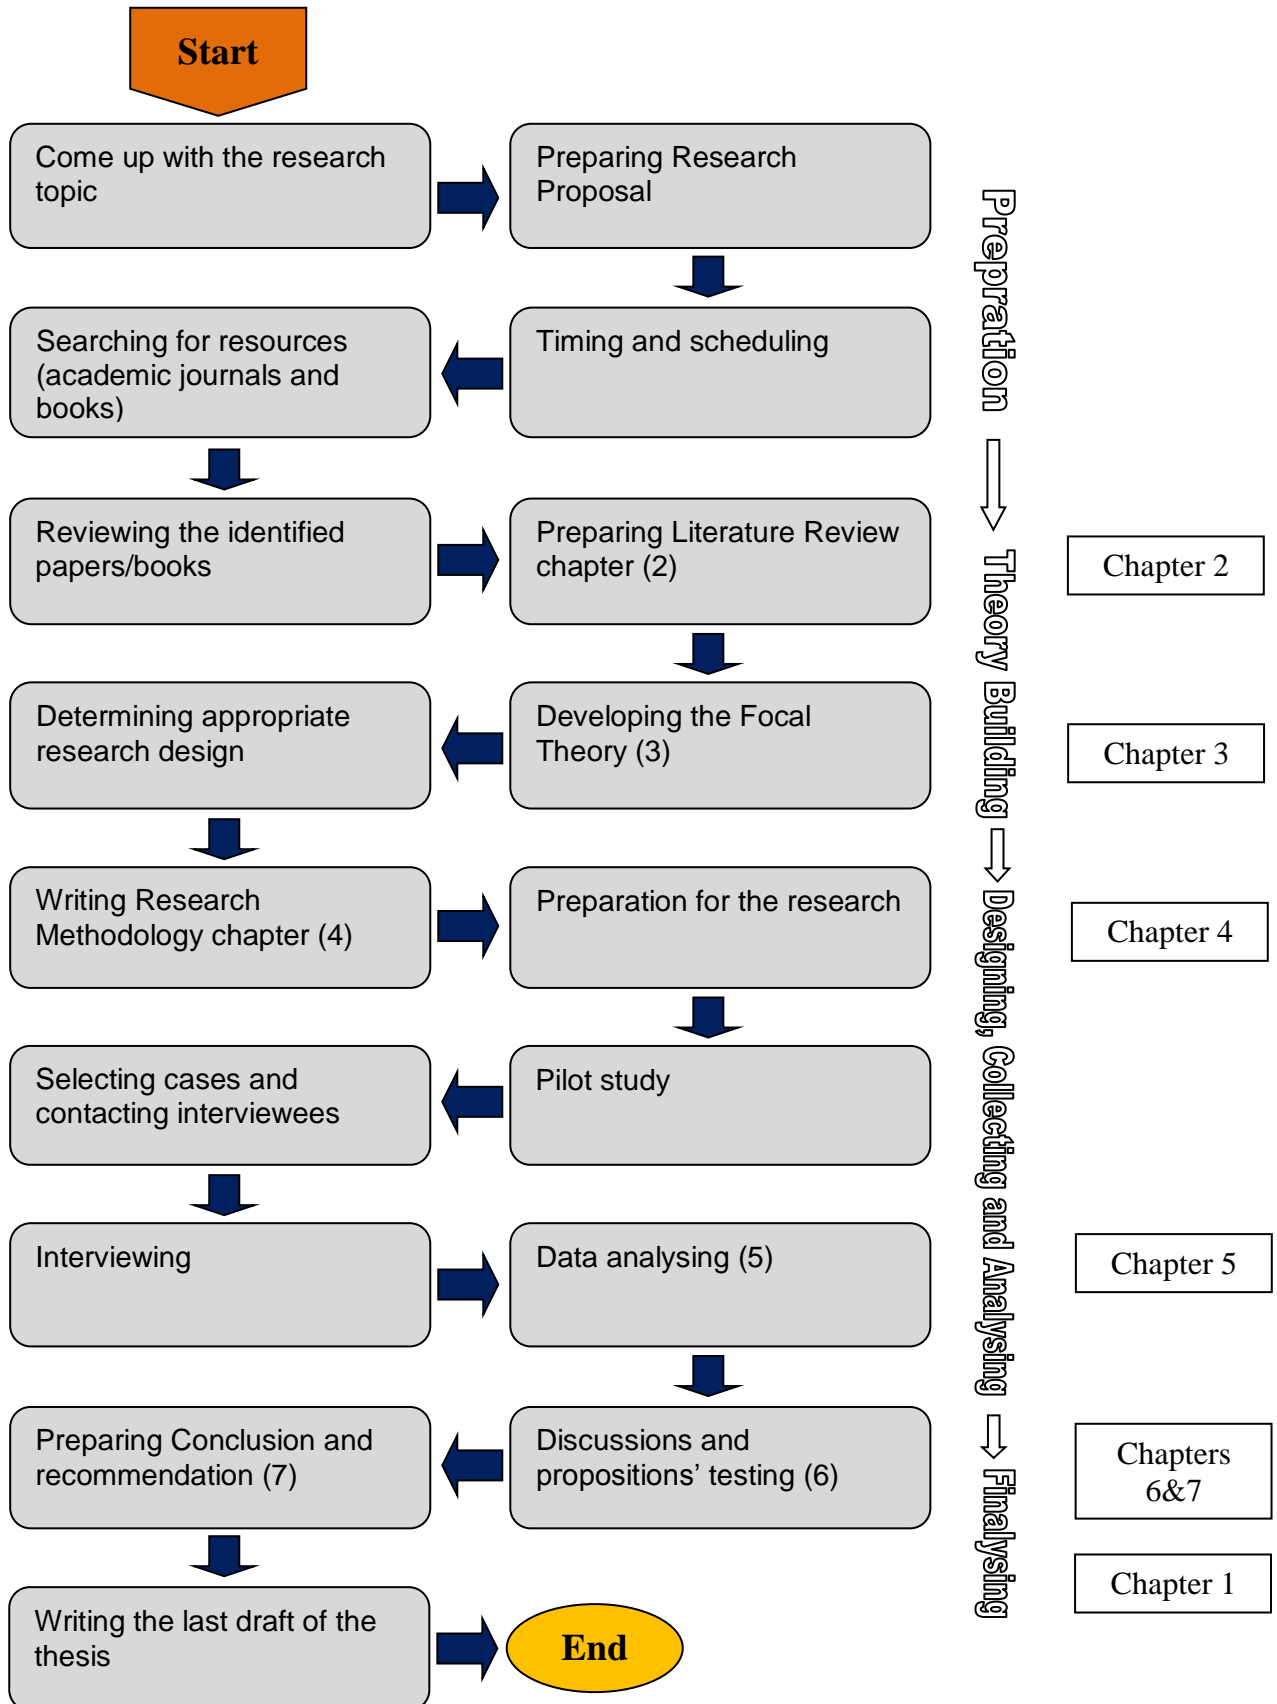 Start
Come up with the research
topic
Preparing Research
Proposal
Timing and scheduling
Searching for resources
(academic journals and
books)
Reviewing the identified
papers/books
Preparing Literature Review
chapter (2)
Developing the Focal
Theory (3)
Determining appropriate
research design
Writing Research
Methodology chapter (4)
Preparation for the research
Pilot study
Selecting cases and
contacting interviewees
Interviewing
Data analysing (5)
Discussions and
propositions’ testing (6)
Preparing Conclusion and
recommendation (7)
Writing the last draft of the
thesis
End
Prepration
Theory Building
Designing, Collecting and Analysing
Finalysing
Chapter 2
Chapter 3
Chapter 4
Chapter 5
Chapters
6&7
Chapter 1